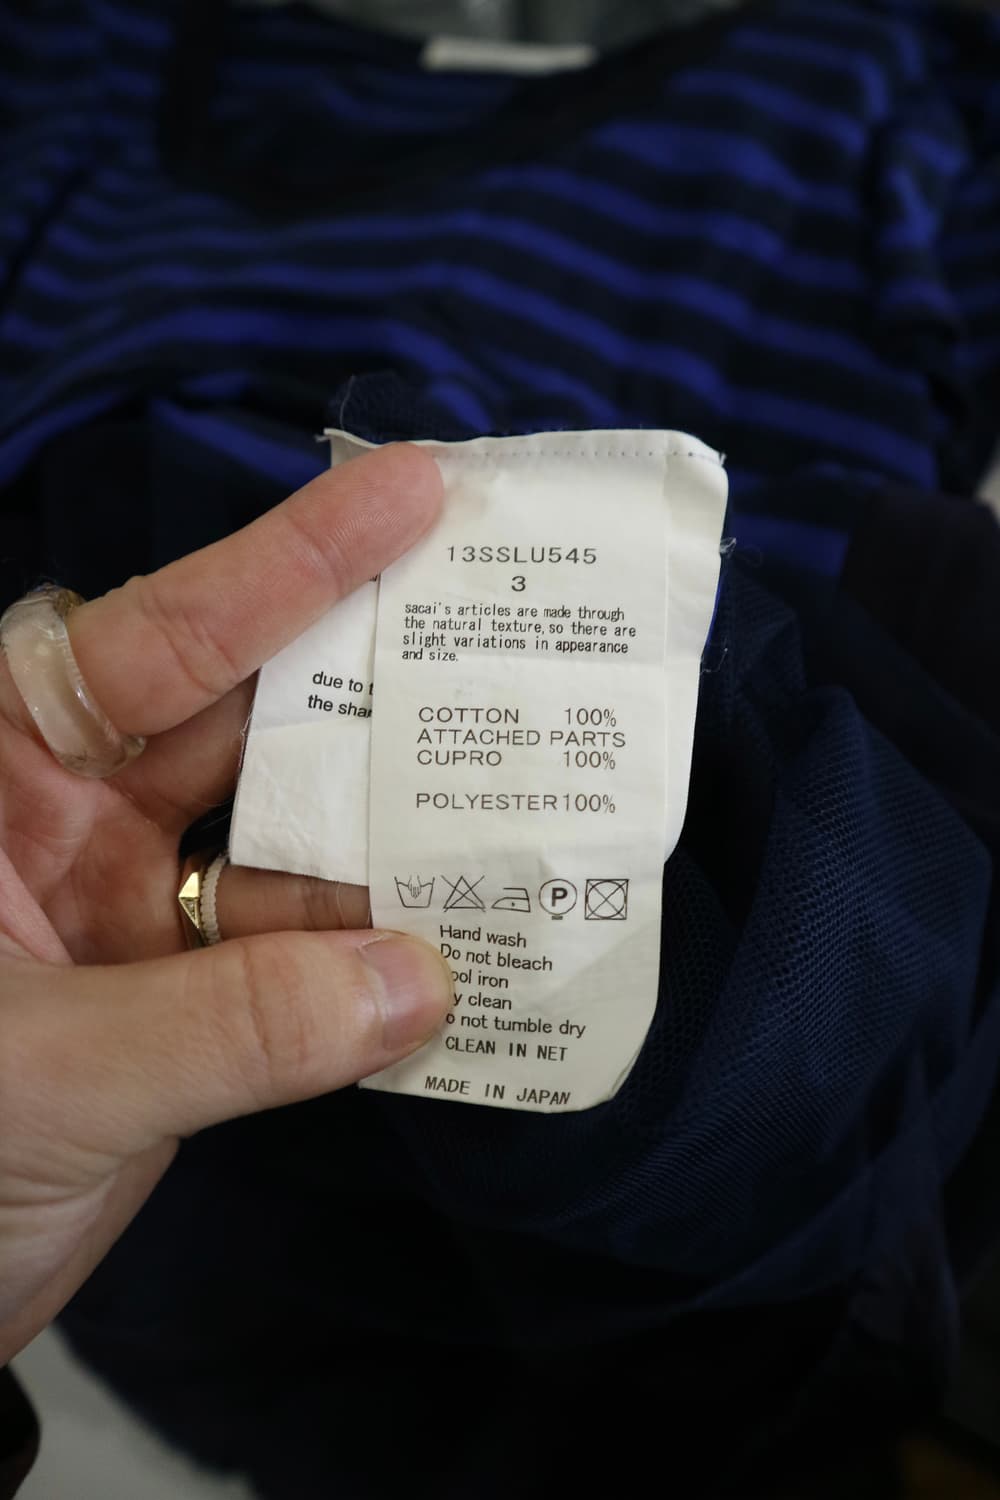 13SSLU545
3
sacai's articles are made through
the natural texture, so there are
slight variations in appearance
and size.
due to
the
COTTON 100%
ATTACHED PARTS
CUPRO 100%
POLYESTER 100%
P
Hand wash
Do not bleach
ool iron
y clean
o not tumble dry
CLEAN IN NET
MADE IN JAPAN